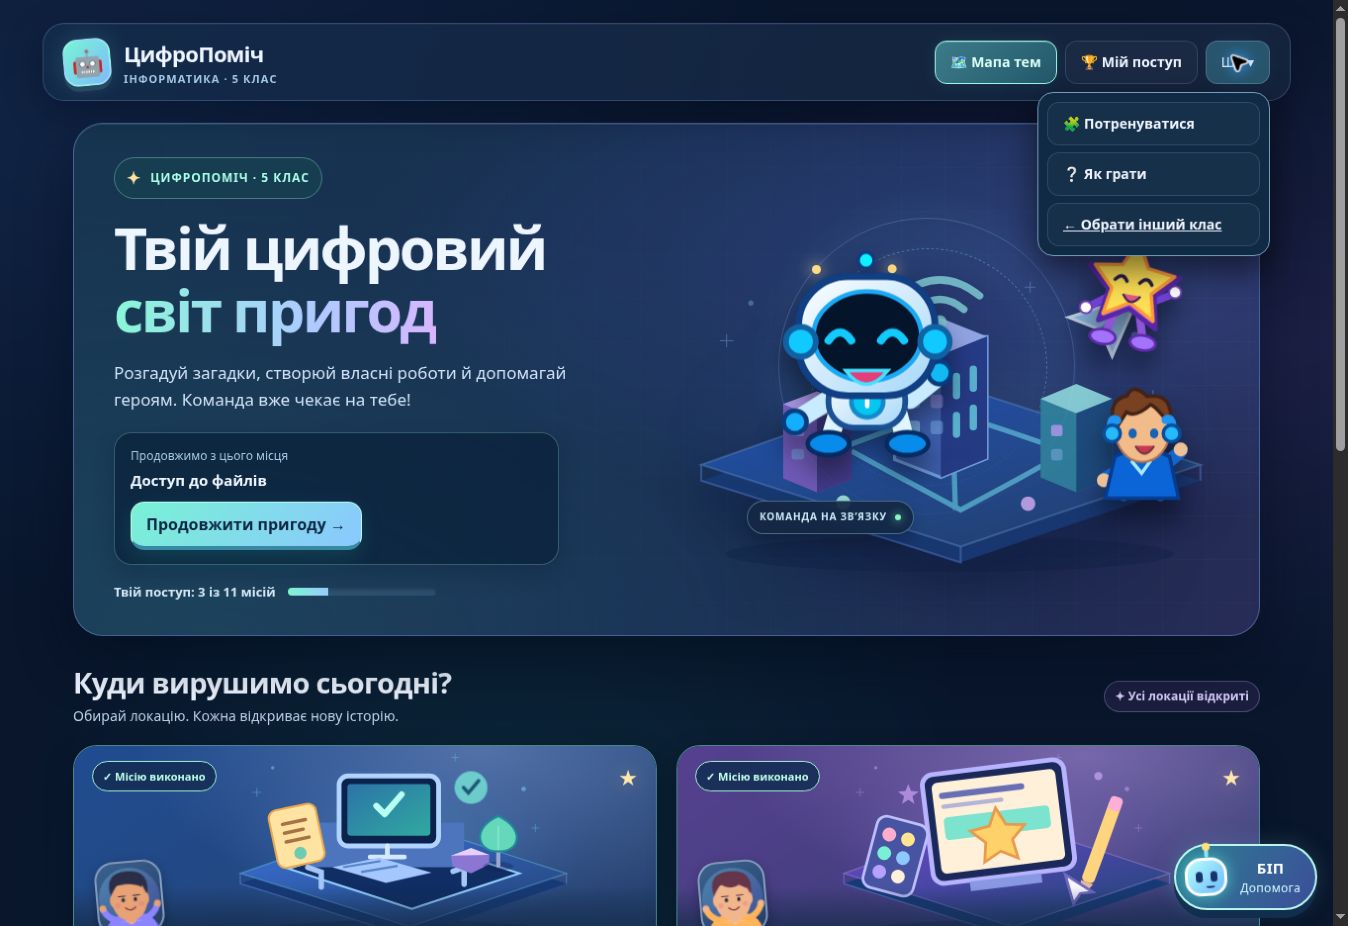 ЦифроПоміч
ІНФОРМАТИКА · 5 КЛАС
🗺️ Мапа тем
🏆 Мій поступ
▾
🧩 Потренуватися
❔ Як грати
← Обрати інший клас
✦ ЦИФРОПОМІЧ · 5 КЛАС
Твій цифровий
світ пригод
Розгадуй загадки, створюй власні роботи й допомагай
героям. Команда вже чекає на тебе!
Продовжимо з цього місця
Доступ до файлів
Продовжити пригоду →
Твій поступ: 3 із 11 місій
КОМАНДА НА ЗВ'ЯЗКУ
Куди вирушимо сьогодні?
Обирай локацію. Кожна відкриває нову історію.
✦ Усі локації відкриті
✓ Місію виконано
✓ Місію виконано
БІП
Допомога